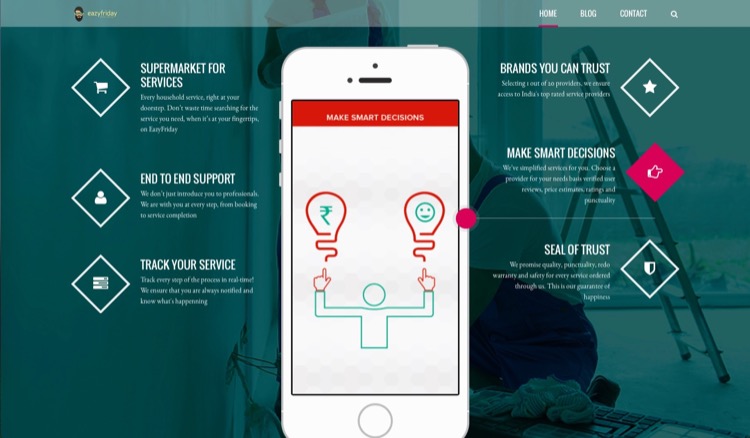 eazyfriday
HOME BLOG CONTACT
SUPERMARKET FOR
SERVICES
Every household service, right at your
doorstep. Don't waste time searching for the
service you need, when it's at your fingertips,
on EazyFriday
END TO END SUPPORT
We don't just introduce you to professionals.
We are with you at every step, from booking
to service completion
TRACK YOUR SERVICE
Track every step of the process in real-time!
We ensure that you are always notified and
know what's happening
MAKE SMART DECISIONS
₹
BRANDS YOU CAN TRUST
Selecting 1 out of 10 providers, we ensure
access to India's top rated service providers
MAKE SMART DECISIONS
We've simplified services for you. Choose a
provider for your needs basis verified user
reviews, price estimates, ratings and
punctuality
SEAL OF TRUST
We promise quality, punctuality, redo
warranty and safety for every service ordered
through us. This is our guarantee of
happiness